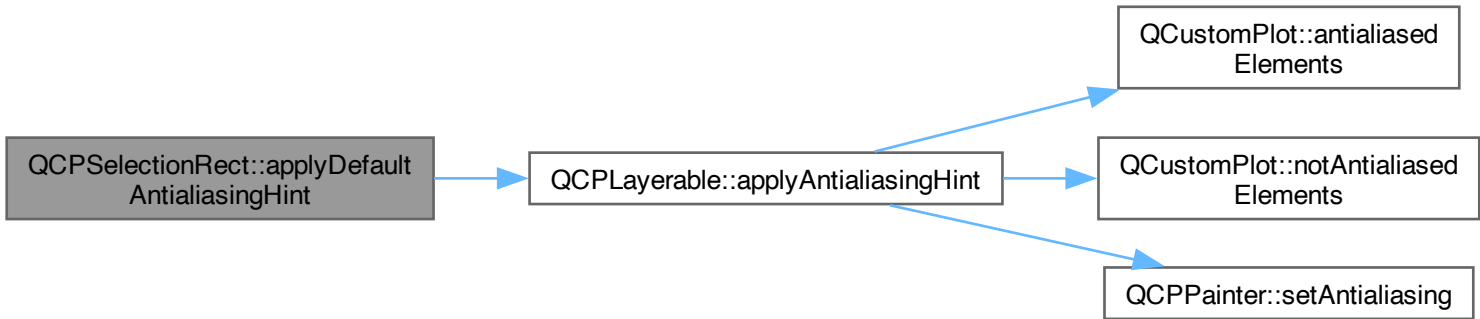 QCPSelectionRect::applyDefault
AntialiasingHint
QCPLayerable::applyAntialiasingHint
QCustomPlot::antialiased
Elements
QCustomPlot::notAntialiased
Elements
QCPPainter::setAntialiasing